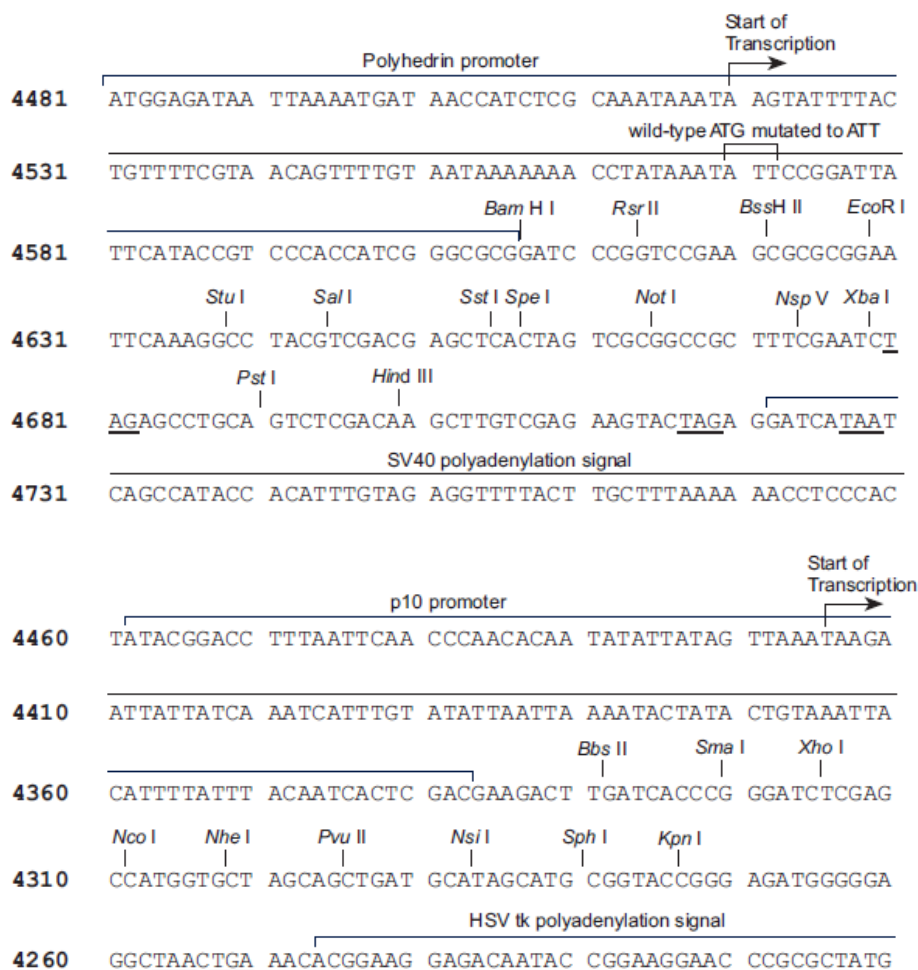 Start of
Transcription
Polyhedrin promoter
4481 ATGGAGATAA TTAAAATGAT AACCATCTCG CAAATAAATA AGTATTTTAC
wild-type ATG mutated to ATT
4531 TGTTTTCGTA ACAGTTTTGT AATAAAAAAA CCTATAAATA TTCCGGATTA
Bam H I Rsr II BssH II EcoR I
4581 TTCATACCGT CCCACCATCG GGCGCGGATC CCGGTCCGAA GCGCGCGGAA
Stu I Sal I Sst I Spe I Not I Nsp V Xba I
4631 TTCAAAGGCC TACGTCGACG AGCTCACTAG TCGCGGCCGC TTTCGAATCT
Pst I Hind III
4681 AGAGCCTGCA GTCTCGACAA GCTTGTCGAG AAGTACTAGA GGATCATAAT
SV40 polyadenylation signal
4731 CAGCCATACC ACATTTGTAG AGGTTTTACT TGCTTTAAAA AACCTCCCAC
Start of
Transcription
p10 promoter
4460 TATACGGACC TTTAATTCAA CCCAACACAA TATATTATAG TTAAATAAGA
4410 ATTATTATCA AATCATTTGT ATATTAATTA AAATACTATA CTGTAAATTA
Bbs II Sma I Xho I
4360 CATTTTATTT ACAATCACTC GACGAAGACT TGATCACCCG GGATCTCGAG
Nco I Nhe I Pvu II Nsi I Sph I Kpn I
4310 CCATGGTGCT AGCAGCTGAT GCATAGCATG CGGTACCGGG AGATGGGGGA
HSV tk polyadenylation signal
4260 GGCTAACTGA AACACGGAAG GAGACAATAC CGGAAGGAAC CCGCGCTATG